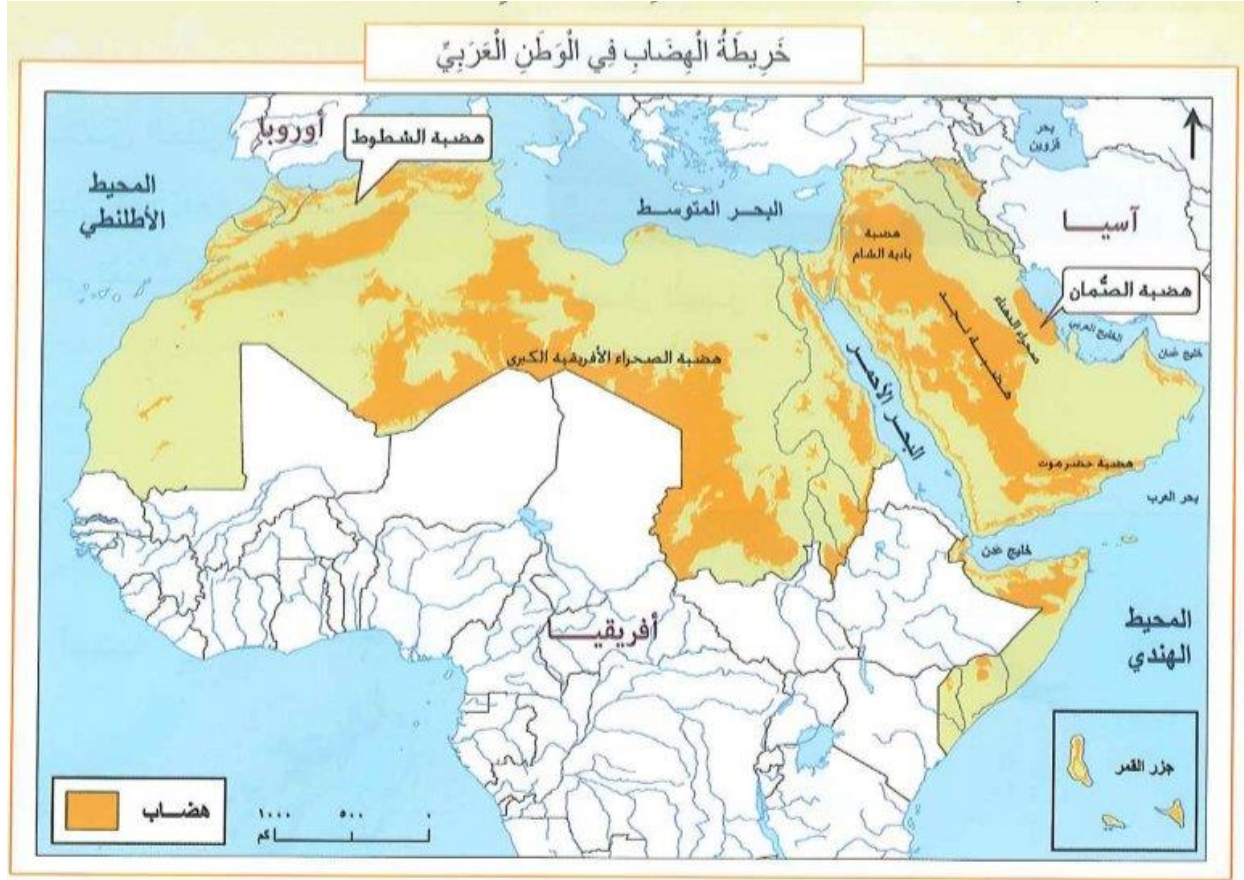 خَرِيطَةُ الْهِضَابِ فِي الْوَطَنِ الْعَرَبِيِّ
أوروبا
هضبة الشطوط
بحر
قزوين
المحيط
الأطلنطي
البحر المتوسط
آسيا
هضبة
بادية الشام
هضبة الصُّمان
صحراء الدهناء
هضبة نجد
الخليج العربي
خليج عُمان
هضبة الصحراء الأفريقية الكبرى
البحر الأحمر
هضبة حضرموت
بحر العرب
خليج عدن
أفريقيا
المحيط
الهندي
جزر القمر
هضاب
٠ ٥٠٠ ١٠٠٠
كم